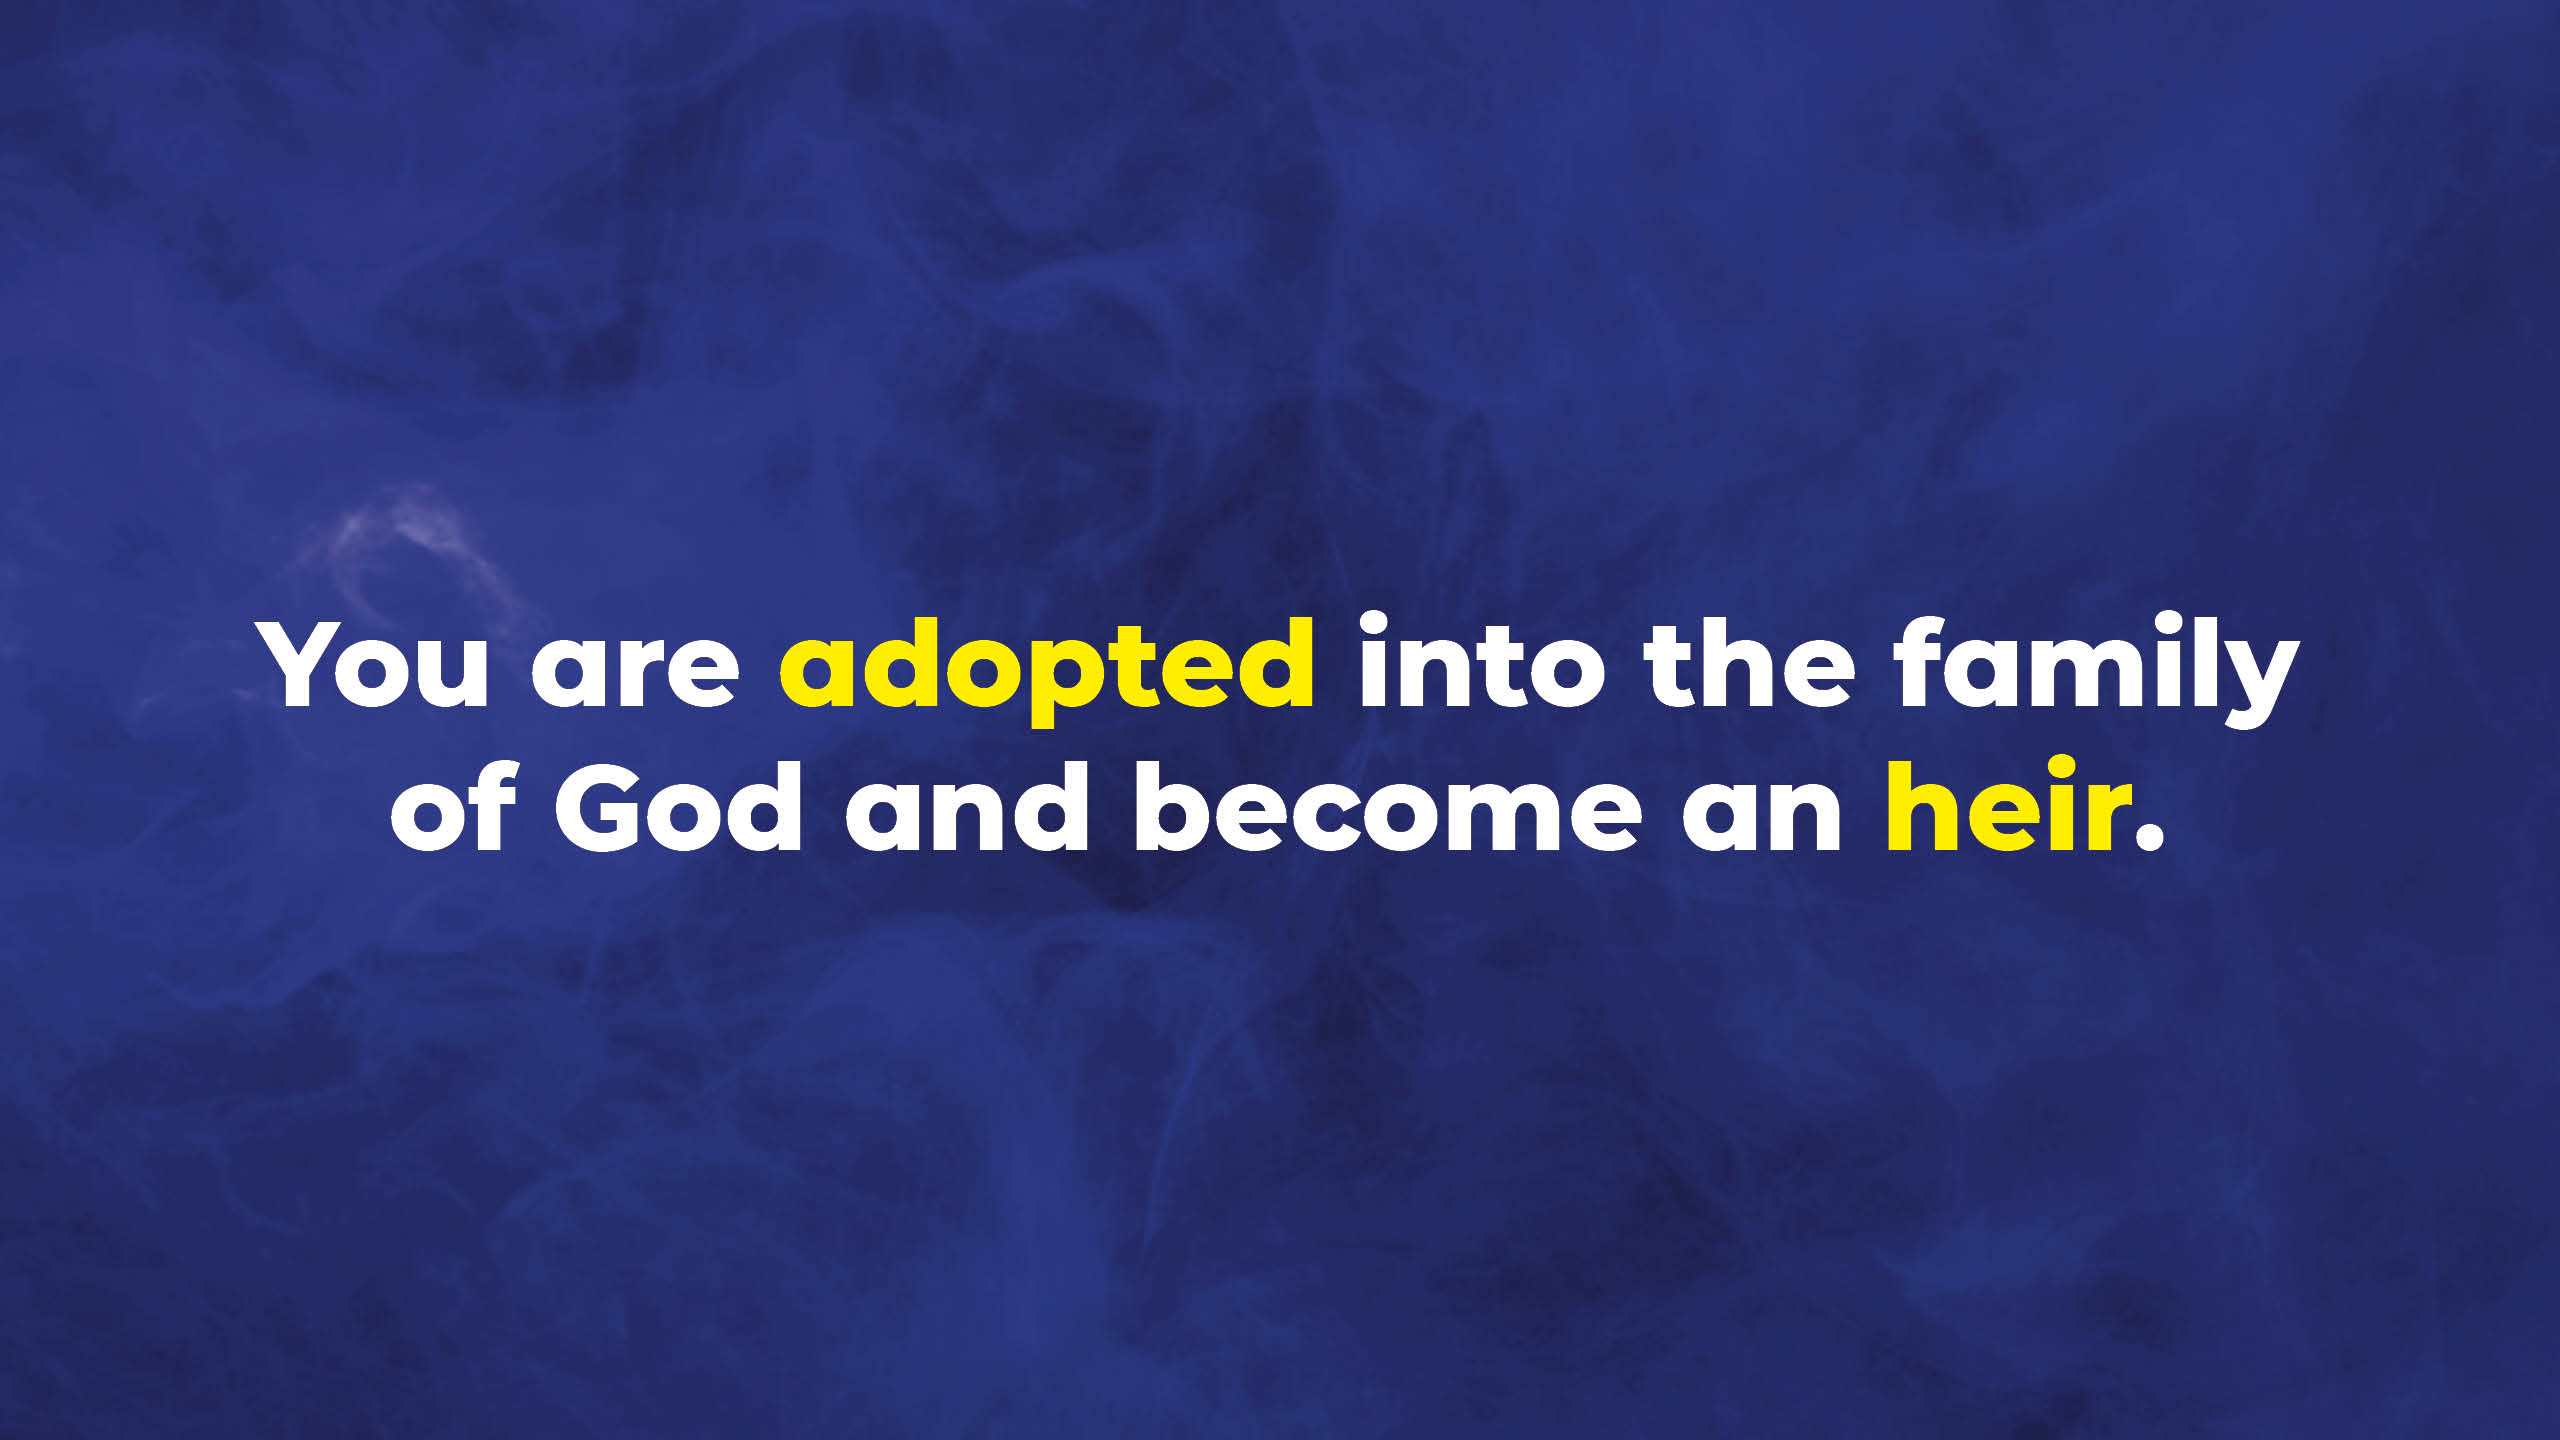 You are adopted into the family
of God and become an heir.